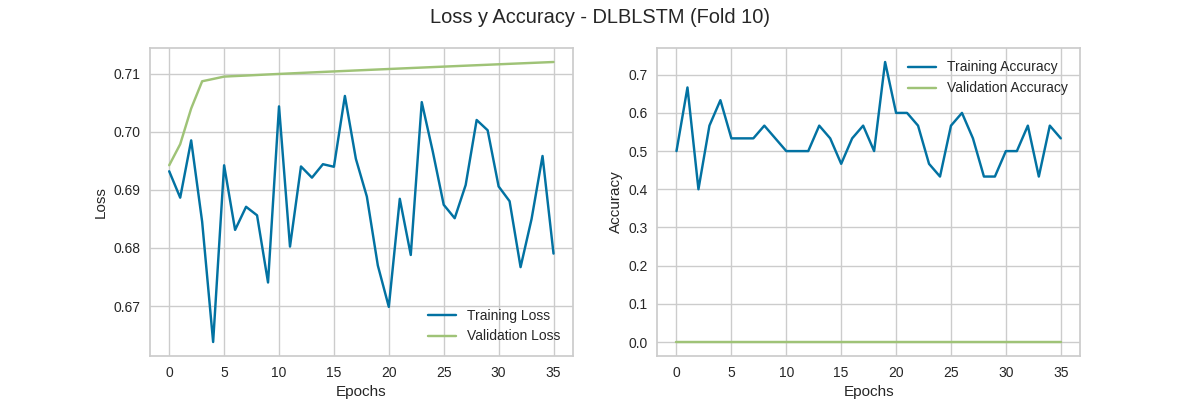 Loss y Accuracy - DLBLSTM (Fold 10)
Loss
0.71
0.70
0.69
0.68
0.67
0 5 10 15 20 25 30 35
Epochs
Training Loss
Validation Loss
Accuracy
0.7
0.6
0.5
0.4
0.3
0.2
0.1
0.0
0 5 10 15 20 25 30 35
Epochs
Training Accuracy
Validation Accuracy